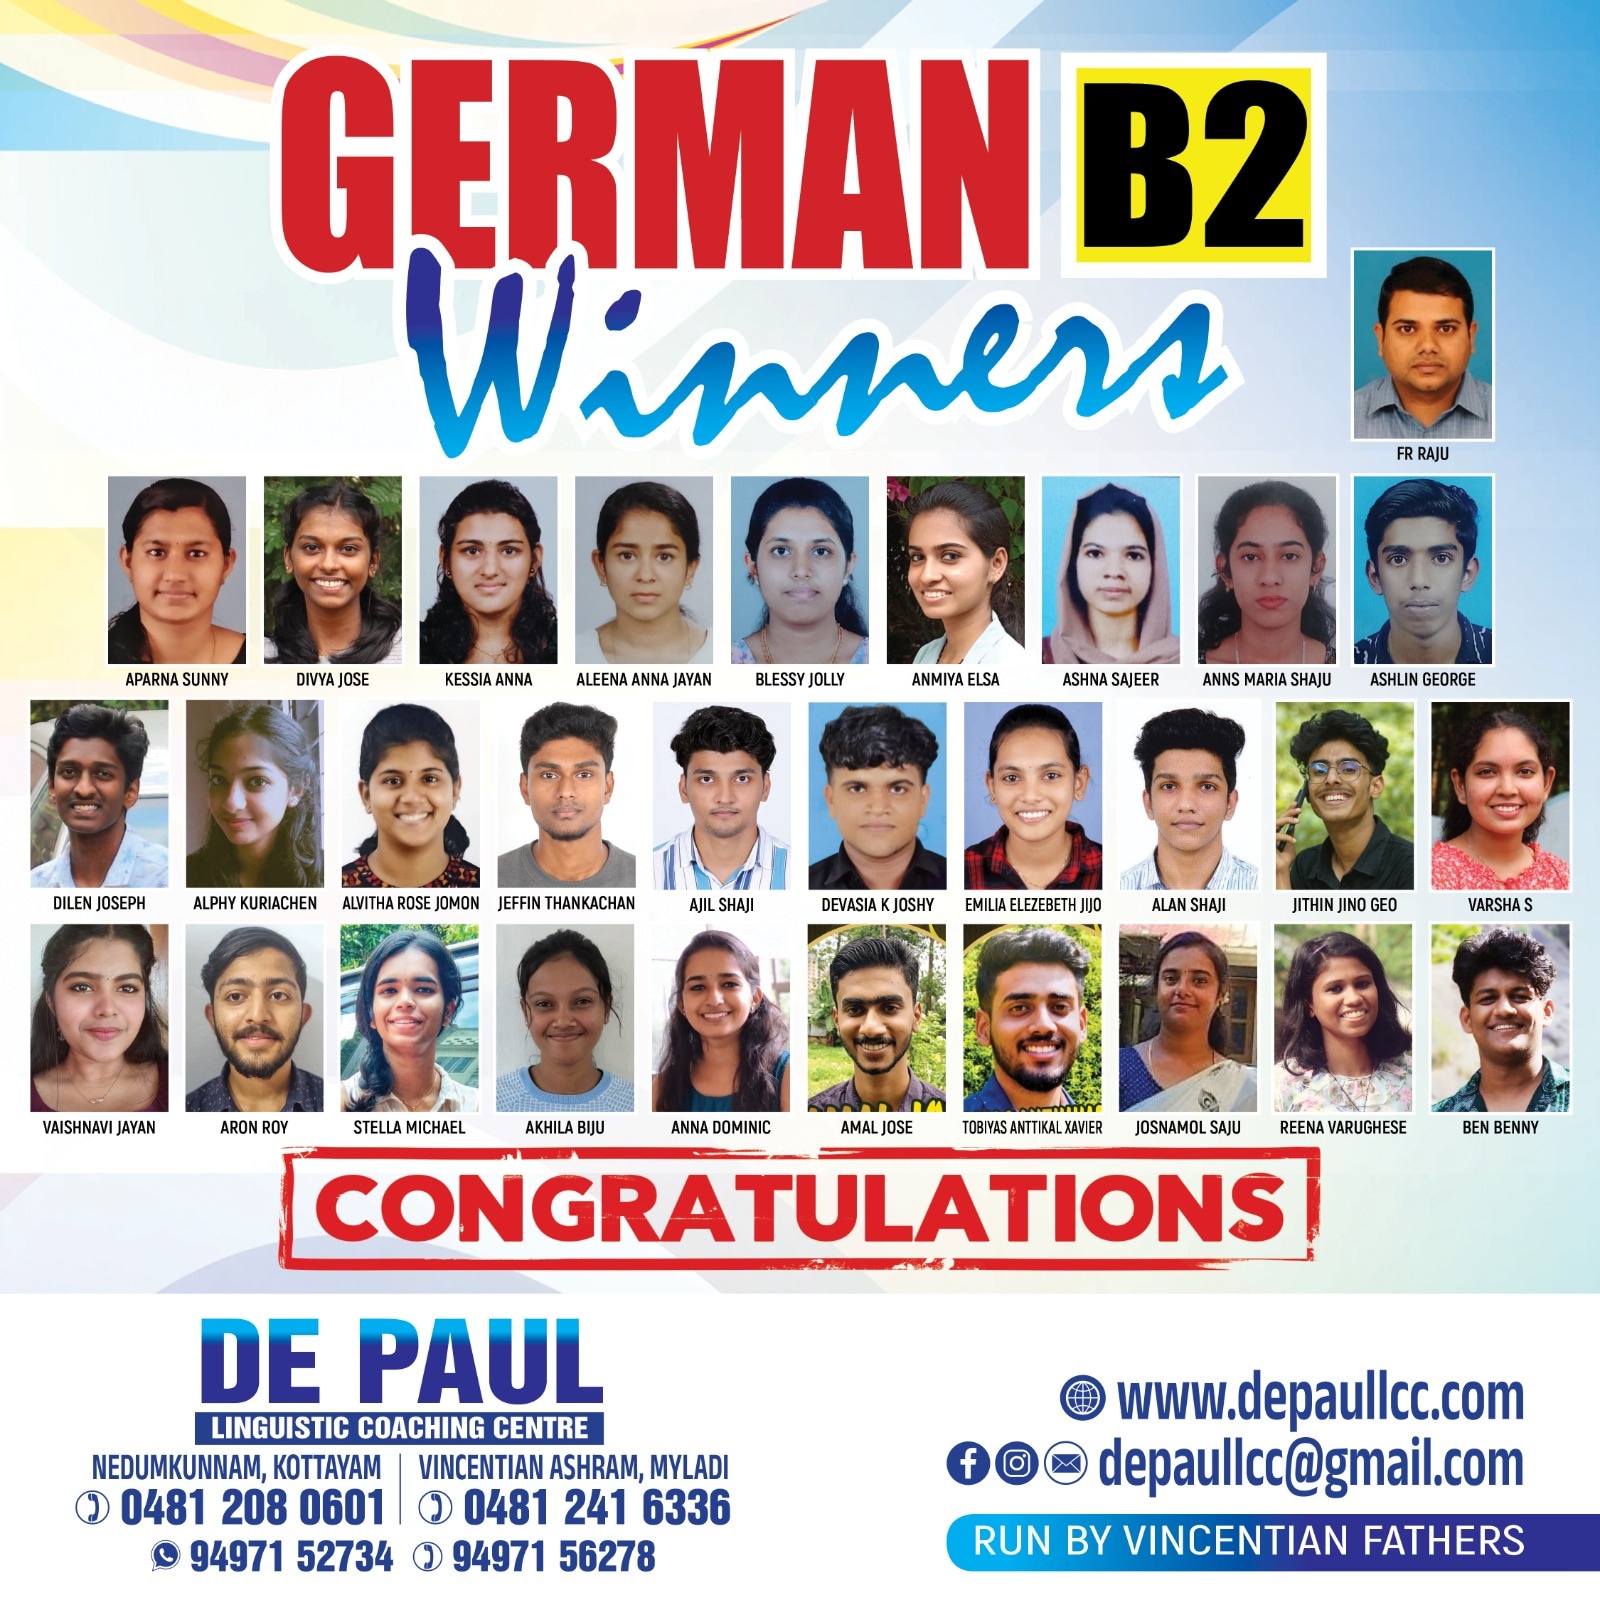 GERMAN B2
Winners
FR RAJU
APARNA SUNNY
DIVYA JOSE
KESSIA ANNA
ALEENA ANNA JAYAN
BLESSY JOLLY
ANMIYA ELSA
ASHNA SAJEER
ANNS MARIA SHAJU
ASHLIN GEORGE
DILEN JOSEPH
ALPHY KURIACHEN
ALVITHA ROSE JOMON
JEFFIN THANKACHAN
AJIL SHAJI
DEVASIA K JOSHY
EMILIA ELEZEBETH JIJO
ALAN SHAJI
JITHIN JINO GEO
VARSHA S
VAISHNAVI JAYAN
ARON ROY
STELLA MICHAEL
AKHILA BIJU
ANNA DOMINIC
AMAL JOSE
TOBIYAS ANTTIKAL XAVIER
JOSNAMOL SAJU
REENA VARUGHESE
BEN BENNY
CONGRATULATIONS
DE PAUL
LINGUISTIC COACHING CENTRE
NEDUMKUNNAM, KOTTAYAM
0481 208 0601
94971 52734
VINCENTIAN ASHRAM, MYLADI
0481 241 6336
94971 56278
www.depaullcc.com
depaullcc@gmail.com
RUN BY VINCENTIAN FATHERS